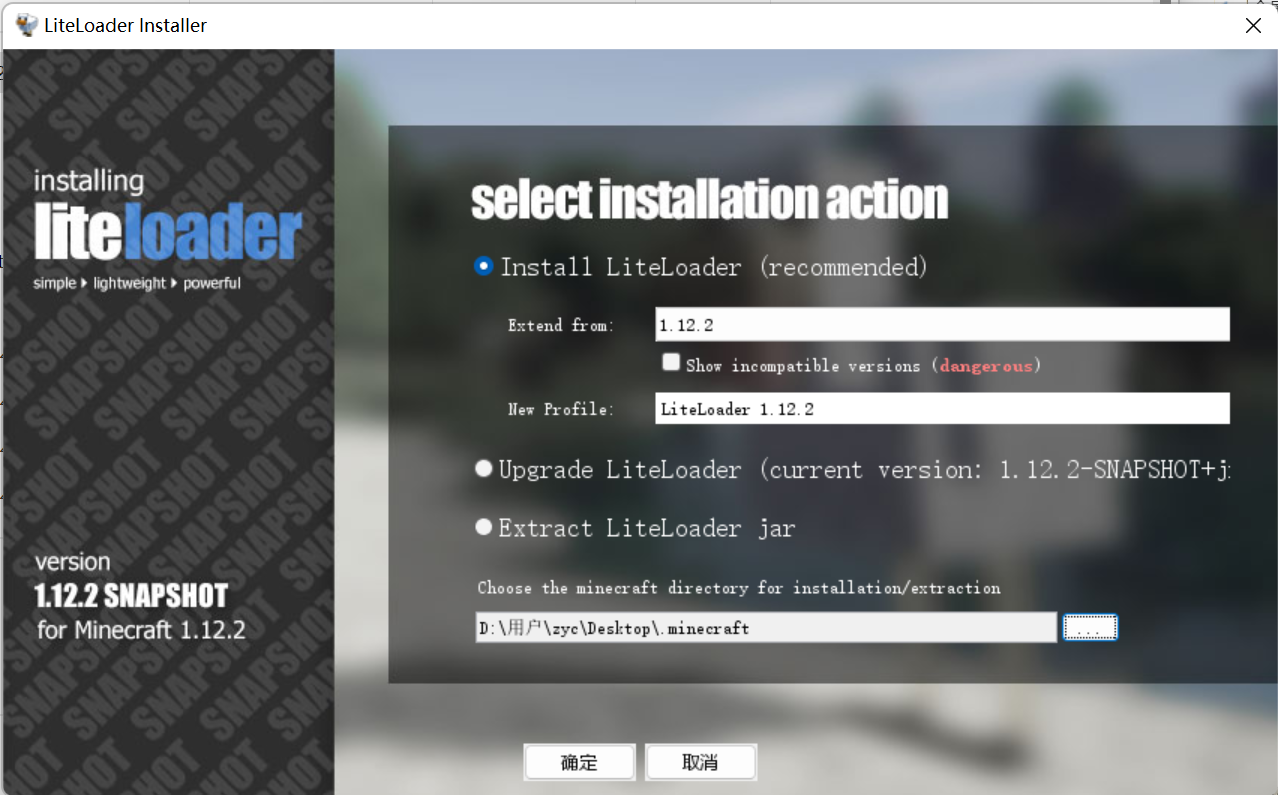 LiteLoader Installer
installing
liteloader
simple lightweight powerful
version
1.12.2 SNAPSHOT
for Minecraft 1.12.2
select installation action
Install LiteLoader (recommended)
Extend from:
1.12.2
Show incompatible versions (dangerous)
New Profile:
LiteLoader 1.12.2
Upgrade LiteLoader (current version: 1.12.2-SNAPSHOT+j
Extract LiteLoader jar
Choose the minecraft directory for installation/extraction
D:\用户\zyc\Desktop\.minecraft
...
确定
取消